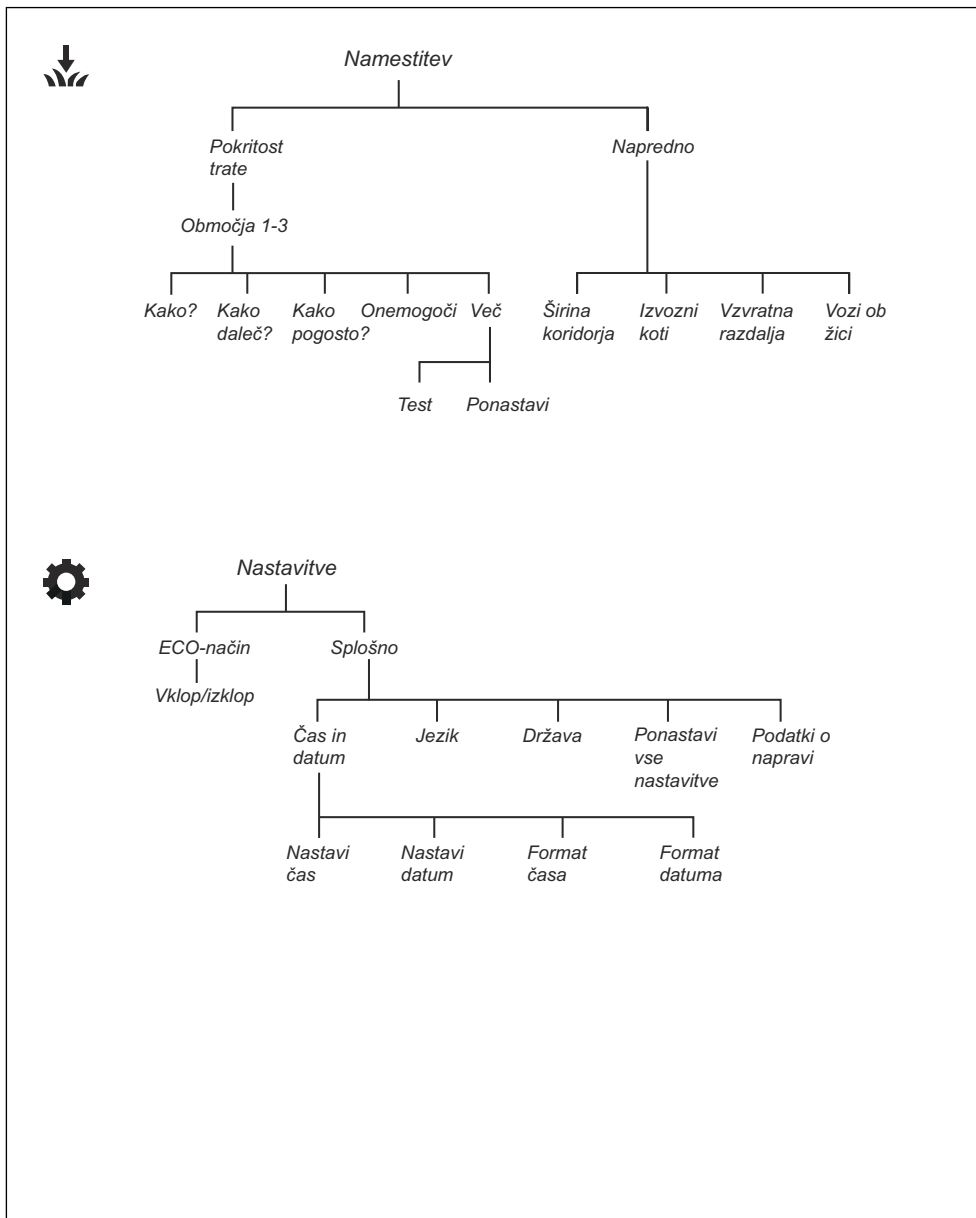 Namestitev
Pokritost
trate
Napredno
Območja 1-3
Kako?
Kako
daleč?
Kako
pogosto?
Onemogoči
Več
Širina
koridorja
Izvozni
koti
Vzvratna
razdalja
Vozi ob
žici
Test
Ponastavi
Nastavitve
ECO-način
Splošno
Vklop/izklop
Čas in
datum
Jezik
Država
Ponastavi
vse
nastavitve
Podatki o
napravi
Nastavi
čas
Nastavi
datum
Format
časa
Format
datuma